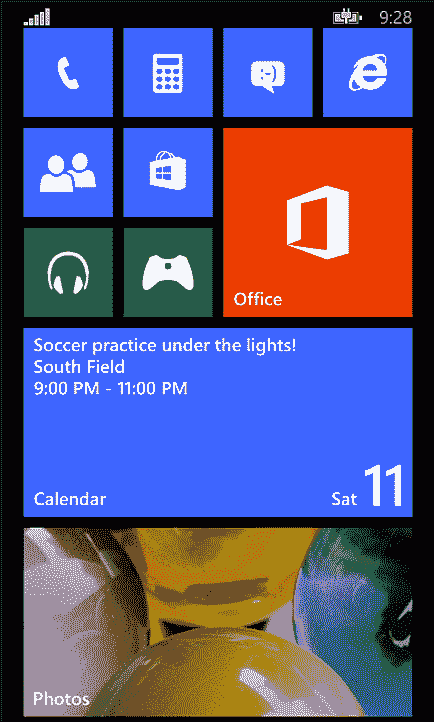 9:28
Office
Soccer practice under the lights!
South Field
9:00 PM - 11:00 PM
Calendar
Sat 11
Photos